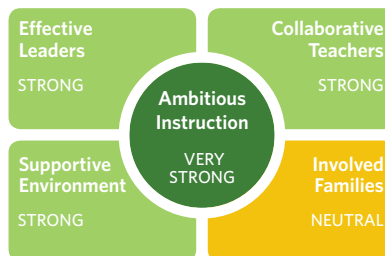 Effective
Leaders
STRONG
Collaborative
Teachers
STRONG
Ambitious
Instruction
VERY
STRONG
Supportive
Environment
STRONG
Involved
Families
NEUTRAL